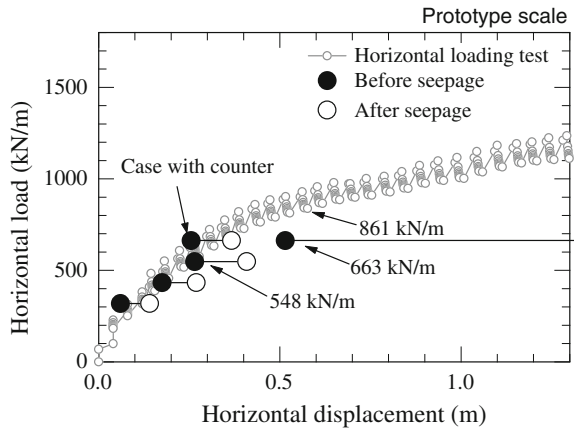 Prototype scale
Horizontal load (kN/m)
1500
1000
500
0
Horizontal loading test
Before seepage
After seepage
Case with counter
861 kN/m
663 kN/m
548 kN/m
0.0
0.5
1.0
Horizontal displacement (m)